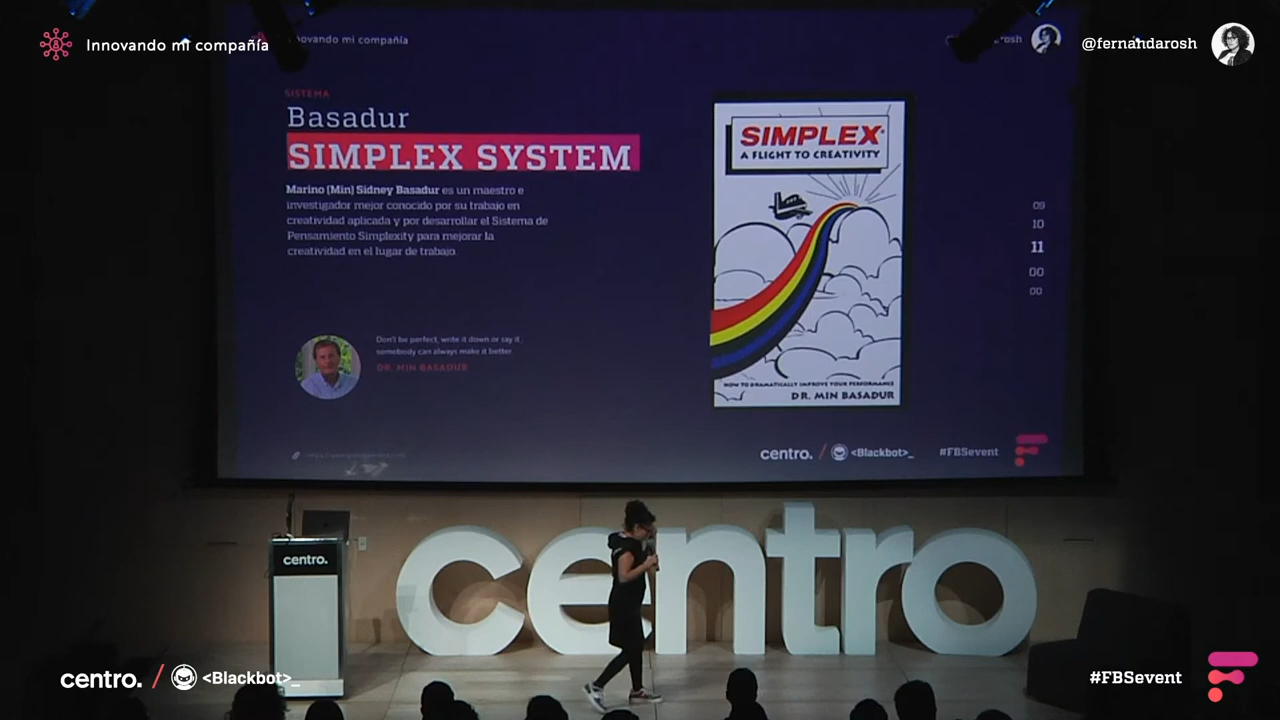 Innovando mi compañía
@fernandarosh
ovando mi compañía
rosh
SISTEMA
Basadur
SIMPLEX SYSTEM
Marino (Min) Sidney Basadur es un maestro e
investigador mejor conocido por su trabajo en
creatividad aplicada y por desarrollar el Sistema de
Pensamiento Simplexity para mejorar la
creatividad en el lugar de trabajo.
Don't be perfect, write it down or say it,
somebody can always make it better.
DR. MIN BASADUR
SIMPLEX
A FLIGHT TO CREATIVITY
HOW TO DRAMATICALLY IMPROVE YOUR PERFORMANCE
DR. MIN BASADUR
09
10
11
00
00
centro. / <Blackbot>_
#FBSevent
centro.
centro
centro. / <Blackbot>_
#FBSevent